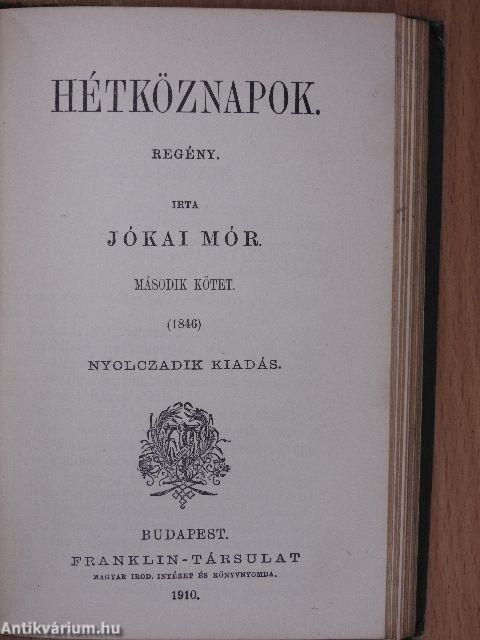 HÉTKÖZNAPOK.
REGÉNY.
IRTA
JÓKAI MÓR.
MÁSODIK KÖTET.
(1846)
NYOLCZADIK KIADÁS.
BUDAPEST.
FRANKLIN-TÁRSULAT
MAGYAR IROD. INTÉZET ÉS KÖNYVNYOMDA.
1910.
Antikvárium.hu